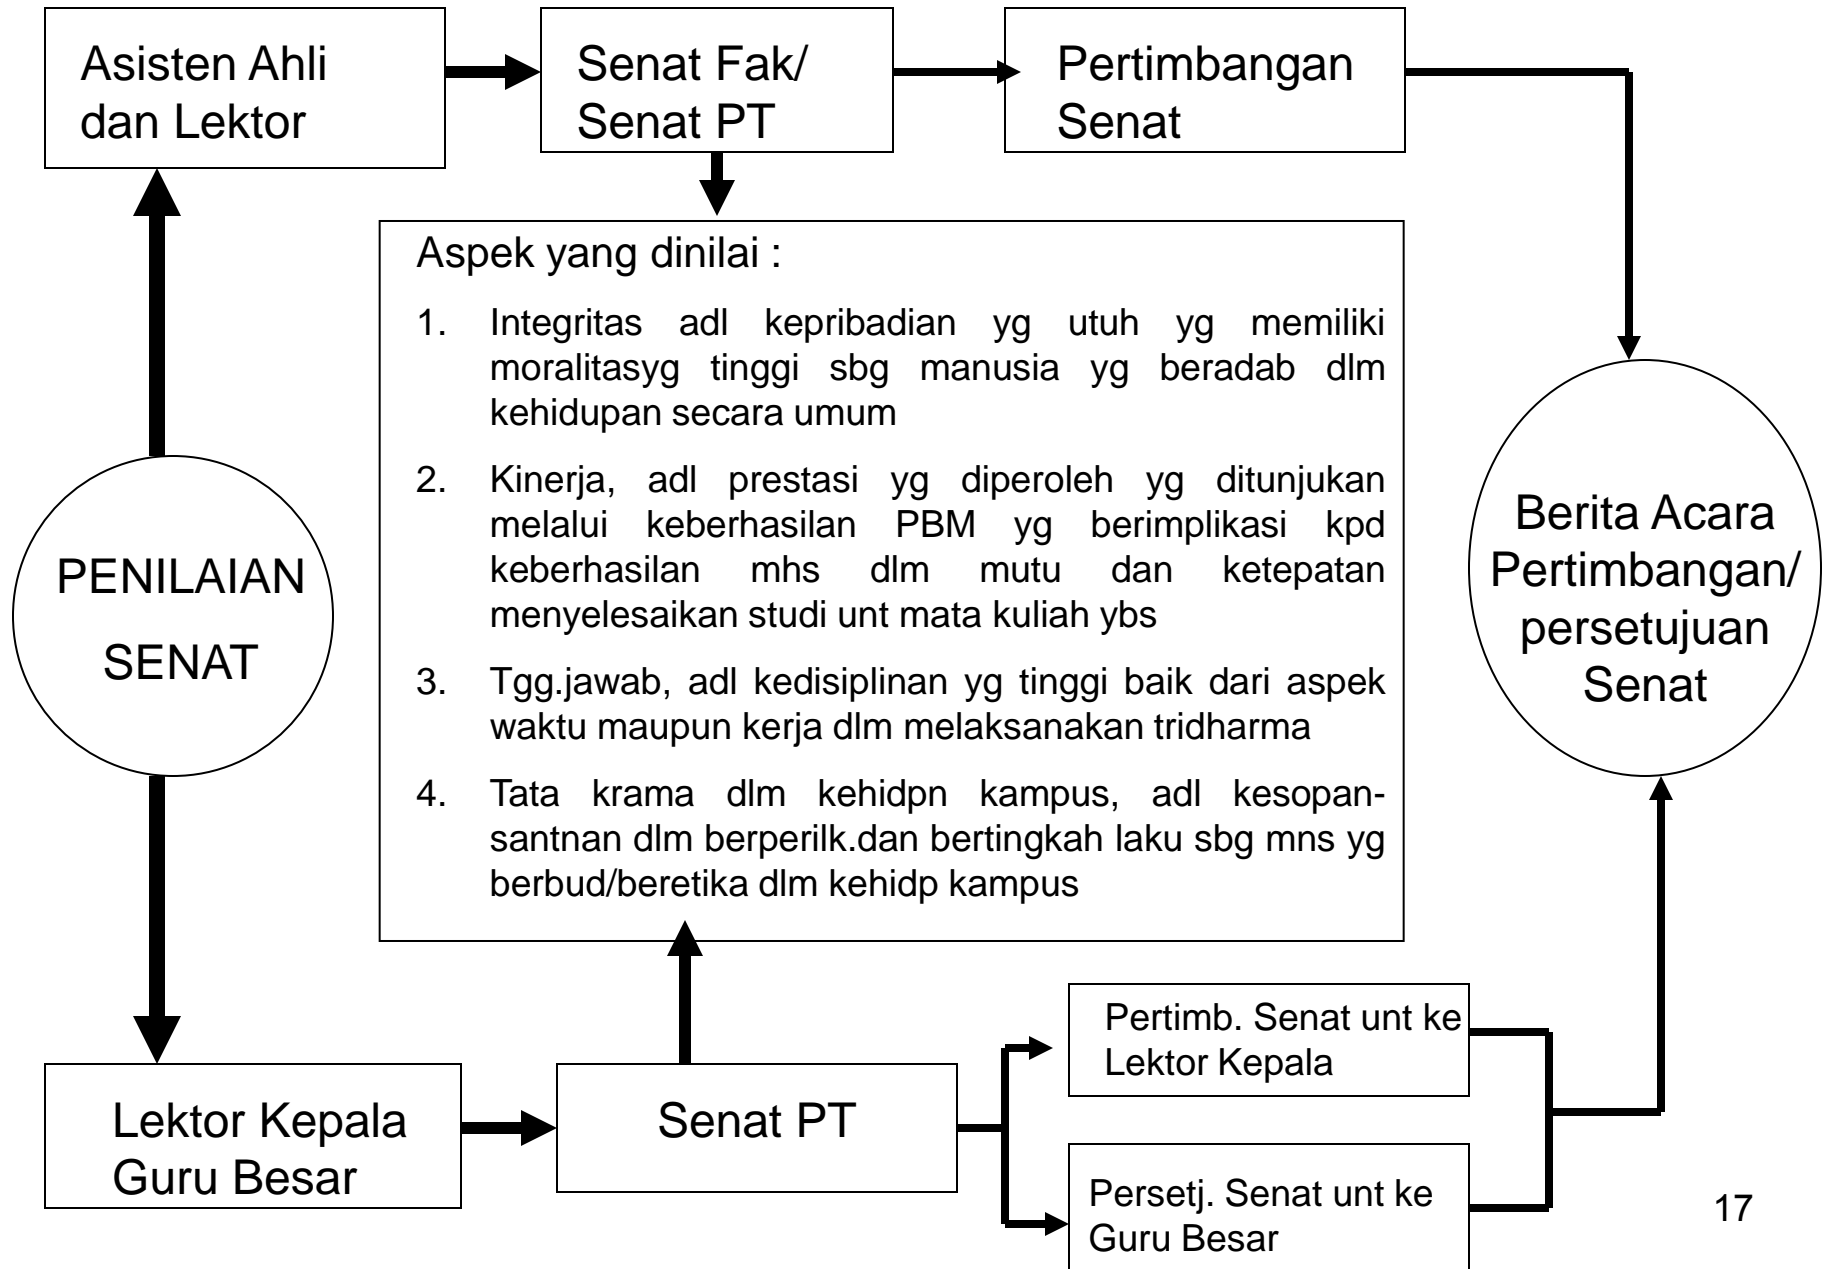 Asisten Ahli
dan Lektor
Senat Fak/
Senat PT
Pertimbangan
Senat
Aspek yang dinilai :
1. Integritas adl kepribadian yg utuh yg memiliki
moralitasyg tinggi sbg manusia yg beradab dlm
kehidupan secara umum
2. Kinerja, adl prestasi yg diperoleh yg ditunjukan
melalui keberhasilan PBM yg berimplikasi kpd
keberhasilan mhs dlm mutu dan ketepatan
menyelesaikan studi unt mata kuliah ybs
3. Tgg.jawab, adl kedisiplinan yg tinggi baik dari aspek
waktu maupun kerja dlm melaksanakan tridharma
4. Tata krama dlm kehidpn kampus, adl kesopan-
santnan dlm berperilk.dan bertingkah laku sbg mns yg
berbud/beretika dlm kehidp kampus
PENILAIAN
SENAT
Berita Acara
Pertimbangan/
persetujuan
Senat
Lektor Kepala
Guru Besar
Senat PT
Pertimb. Senat unt ke
Lektor Kepala
Persetj. Senat unt ke
Guru Besar
17